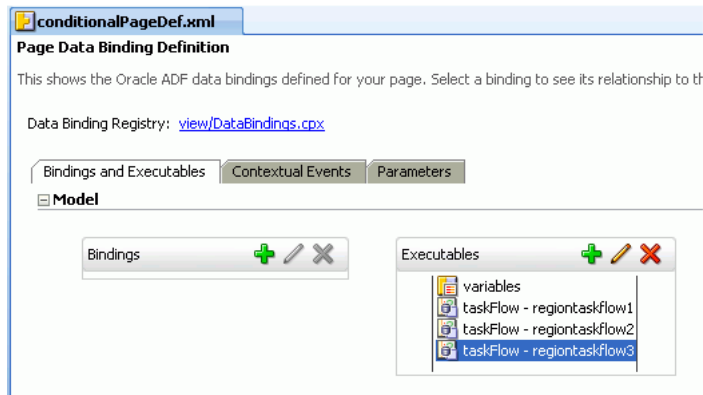 conditionalPageDef.xml
Page Data Binding Definition
This shows the Oracle ADF data bindings defined for your page. Select a binding to see its relationship to
Data Binding Registry: view/DataBindings.cpx
Bindings and Executables Contextual Events Parameters
Model
Bindings Executables
variables
taskFlow - regiontaskflow1
taskFlow - regiontaskflow2
taskFlow - regiontaskflow3